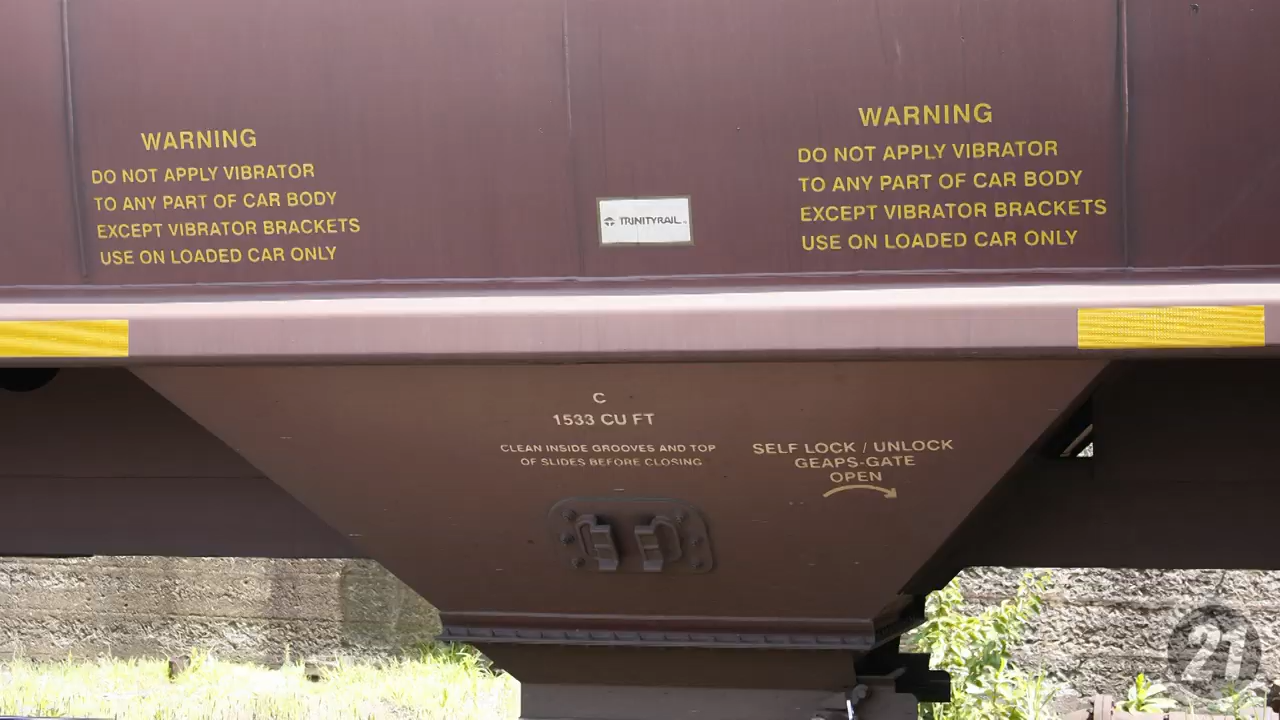 WARNING
DO NOT APPLY VIBRATOR
TO ANY PART OF CAR BODY
EXCEPT VIBRATOR BRACKETS
USE ON LOADED CAR ONLY
TRINITYRAIL
WARNING
DO NOT APPLY VIBRATOR
TO ANY PART OF CAR BODY
EXCEPT VIBRATOR BRACKETS
USE ON LOADED CAR ONLY
C
1533 CU FT
CLEAN INSIDE GROOVES AND TOP
OF SLIDES BEFORE CLOSING
SELF LOCK / UNLOCK
GEAPS-GATE
OPEN
21